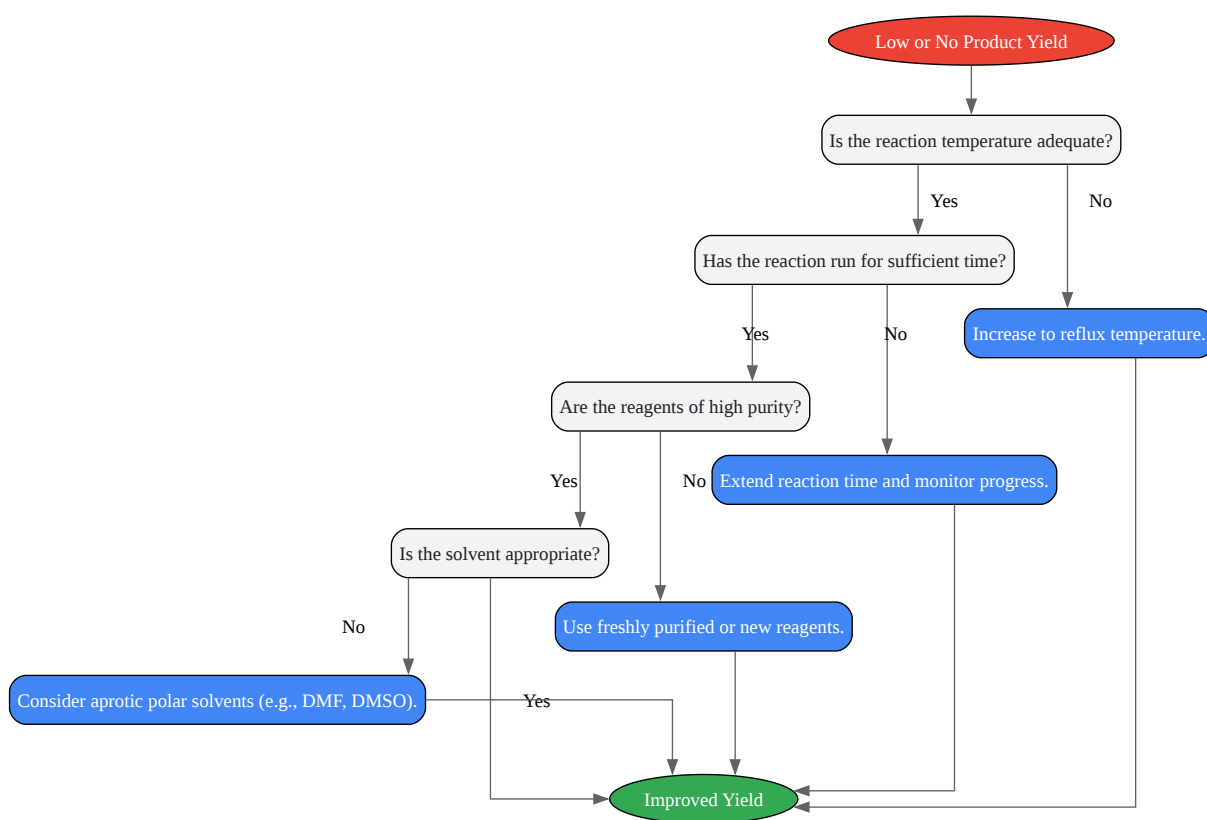 Low or No Product Yield
Is the reaction temperature adequate?
Yes
No
Has the reaction run for sufficient time?
Yes
No
Increase to reflux temperature.
Are the reagents of high purity?
Yes
No
Extend reaction time and monitor progress.
Is the solvent appropriate?
No
Use freshly purified or new reagents.
Consider aprotic polar solvents (e.g., DMF, DMSO).
Yes
Improved Yield